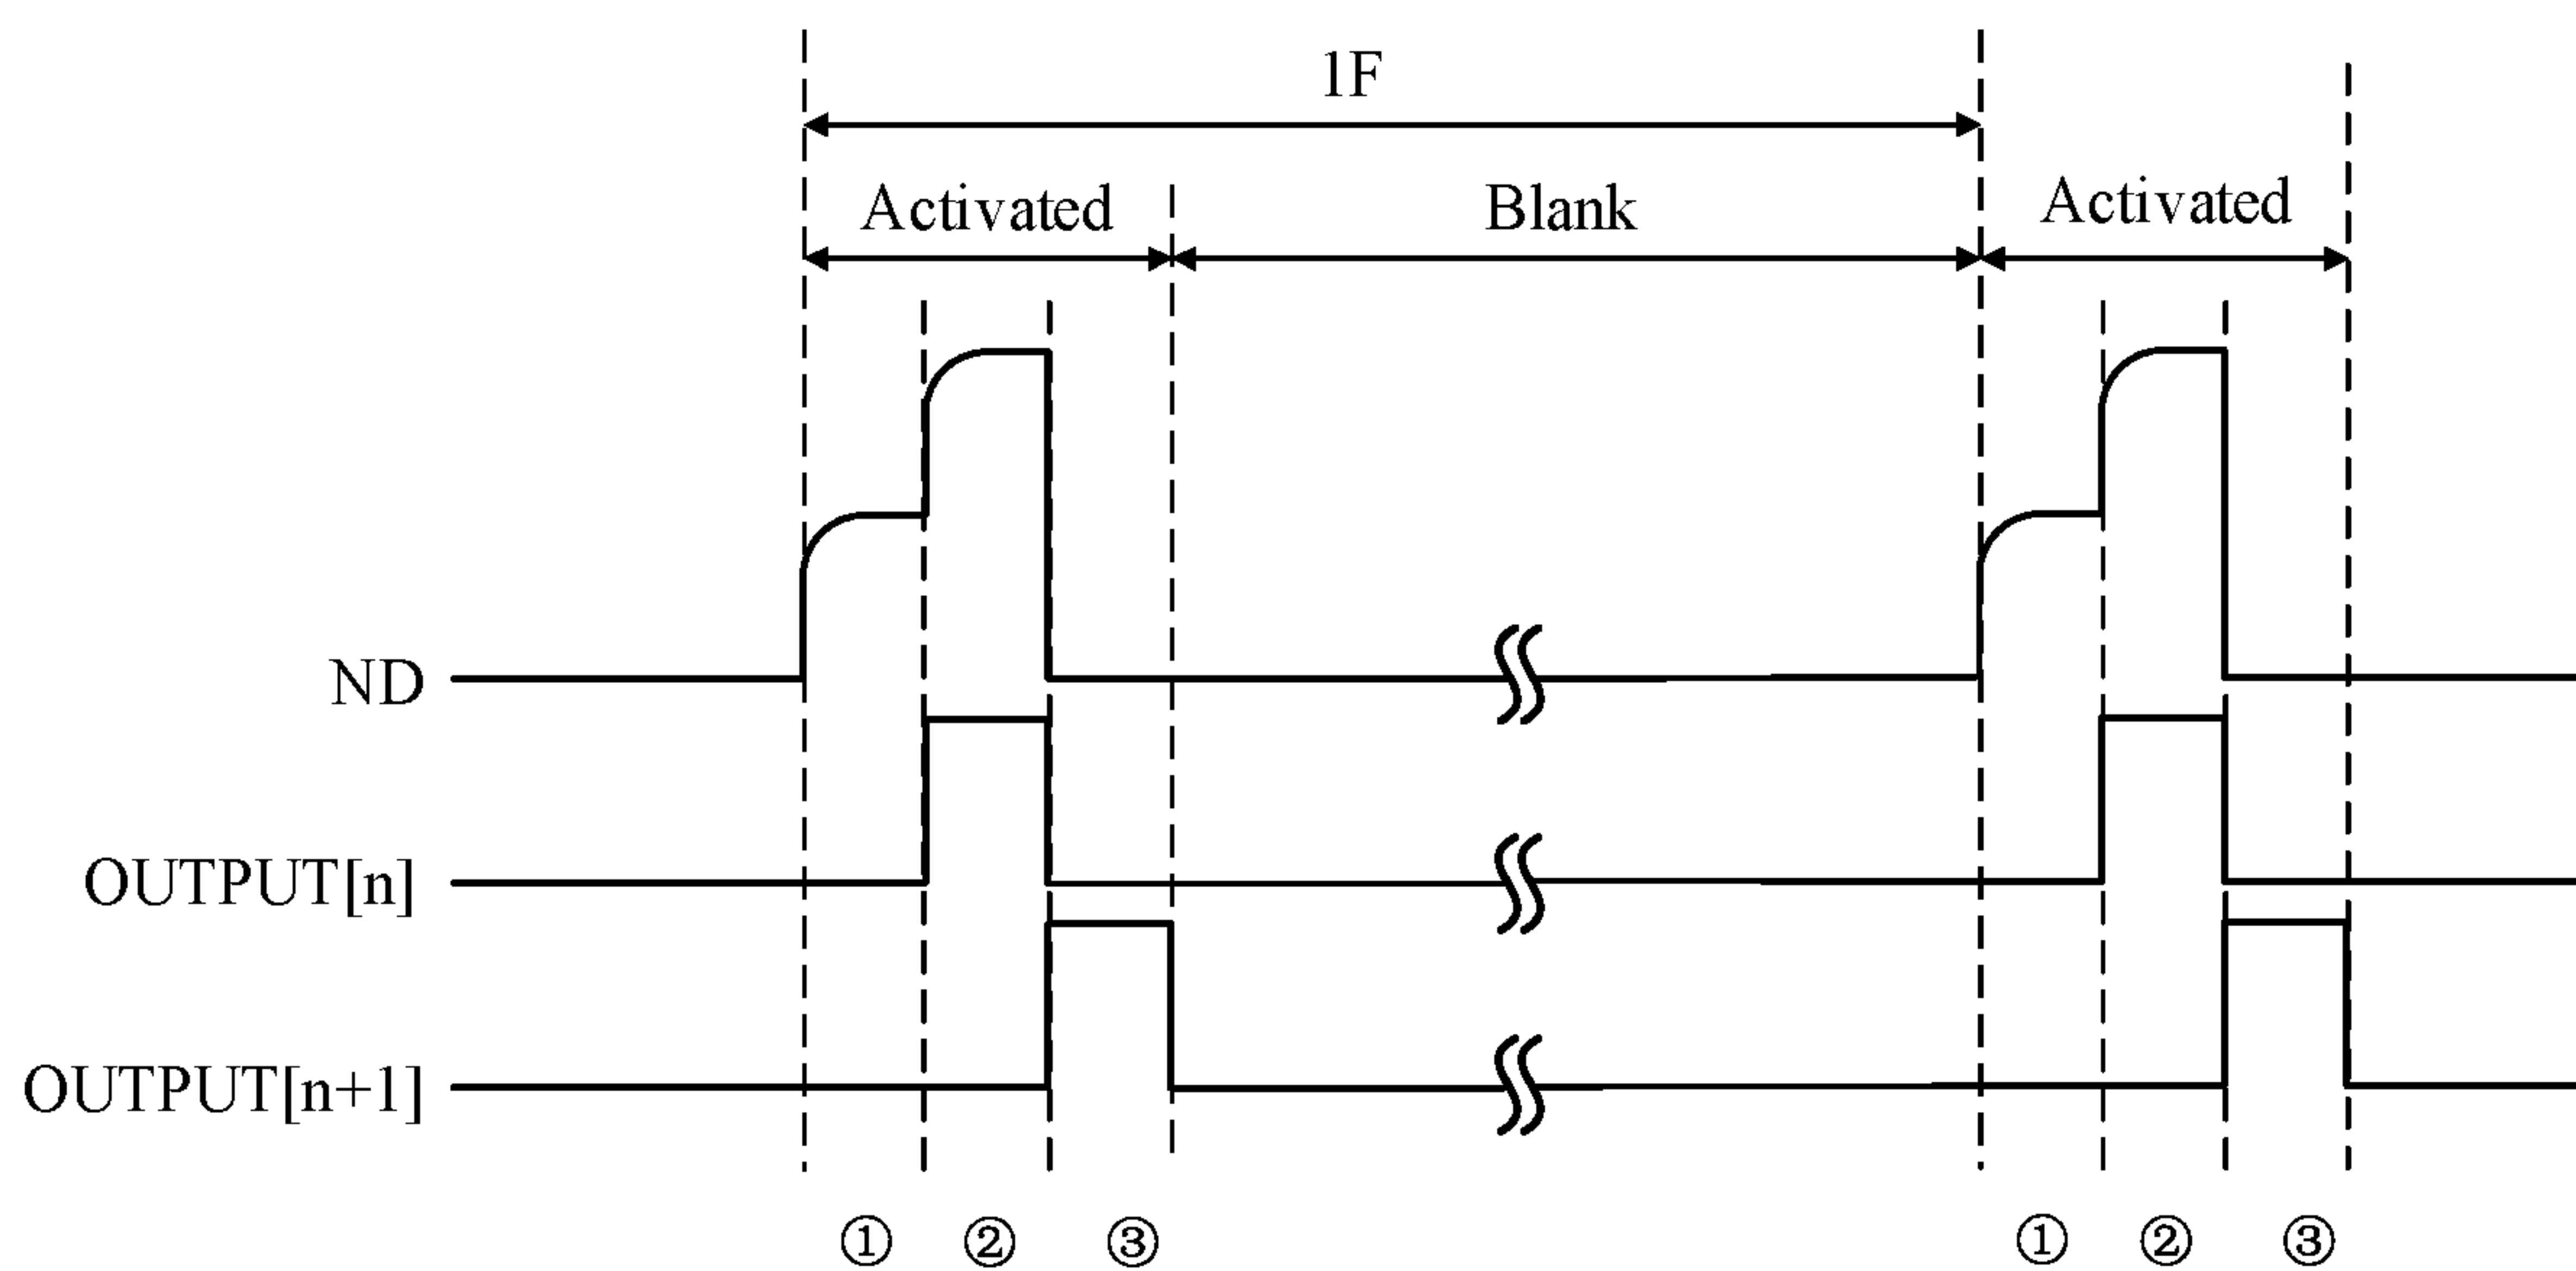 1F
Activated Blank Activated
ND
OUTPUT[n]
OUTPUT[n+1]
① ② ③ ① ② ③